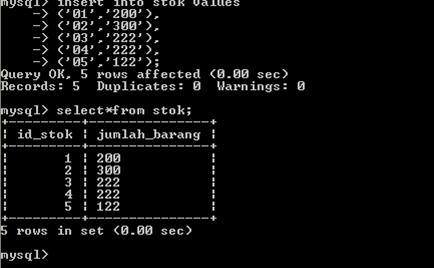 mysql> insert into stok values
    -> ('01','200'),
    -> ('02','300'),
    -> ('03','222'),
    -> ('04','222'),
    -> ('05','122');
Query OK, 5 rows affected (0.00 sec)
Records: 5  Duplicates: 0  Warnings: 0
mysql> select*from stok;
+---------+---------------+
| id_stok | jumlah_barang |
+---------+---------------+
|       1 | 200           |
|       2 | 300           |
|       3 | 222           |
|       4 | 222           |
|       5 | 122           |
+---------+---------------+
5 rows in set (0.00 sec)
mysql>